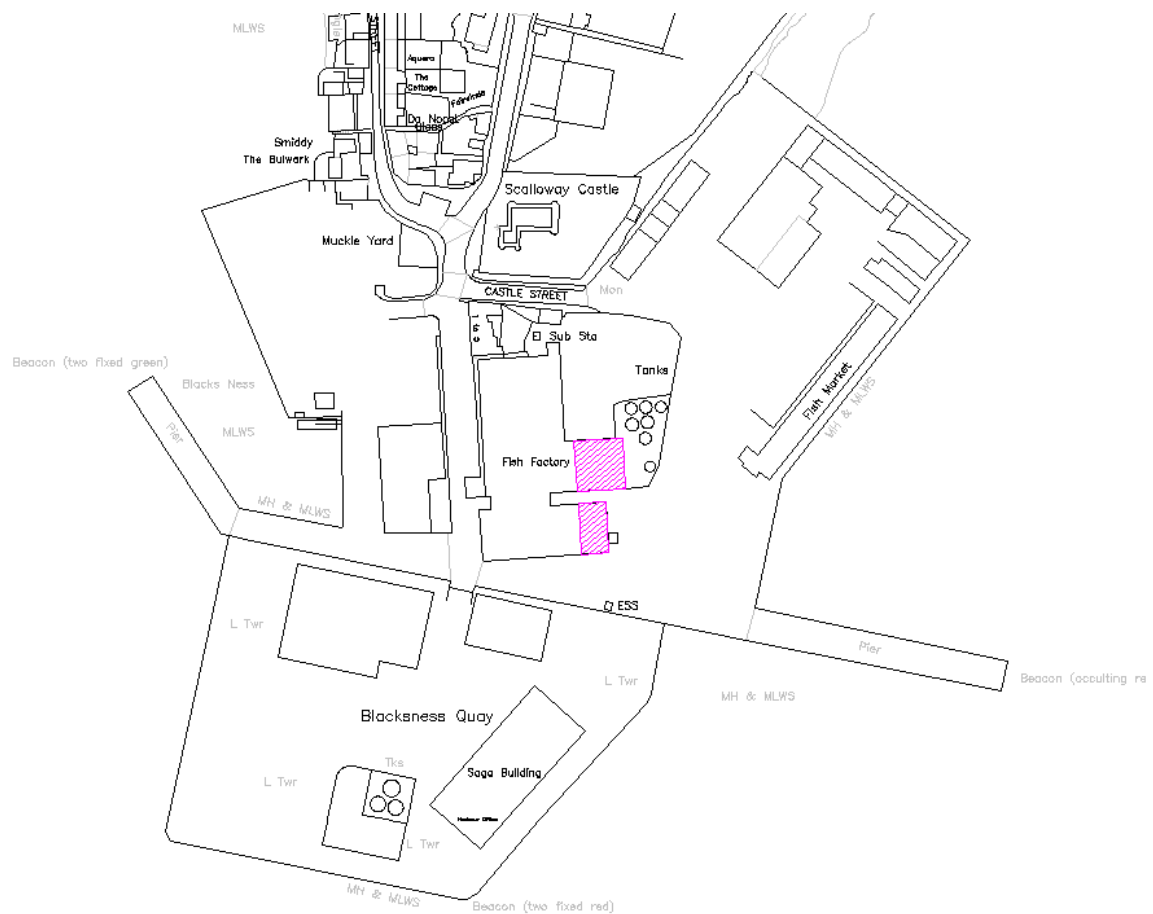 MLWS
STREET
Aquera
The
Cottage
Da Noost
Smiddy
The Bulwark
Scalloway Castle
Muckle Yard
CASTLE STREET
Mon
El Sub Sta
Beacon (two fixed green)
Tanks
Blacks Ness
Fish Market
MH & MLWS
Pier
MLWS
Fish Factory
MH & MLWS
ESS
L Twr
Pier
L Twr
MH & MLWS
Beacon (occulting re
Blacksness Quay
Tks
L Twr
Saga Building
Harbour Office
L Twr
MH & MLWS
Beacon (two fixed red)